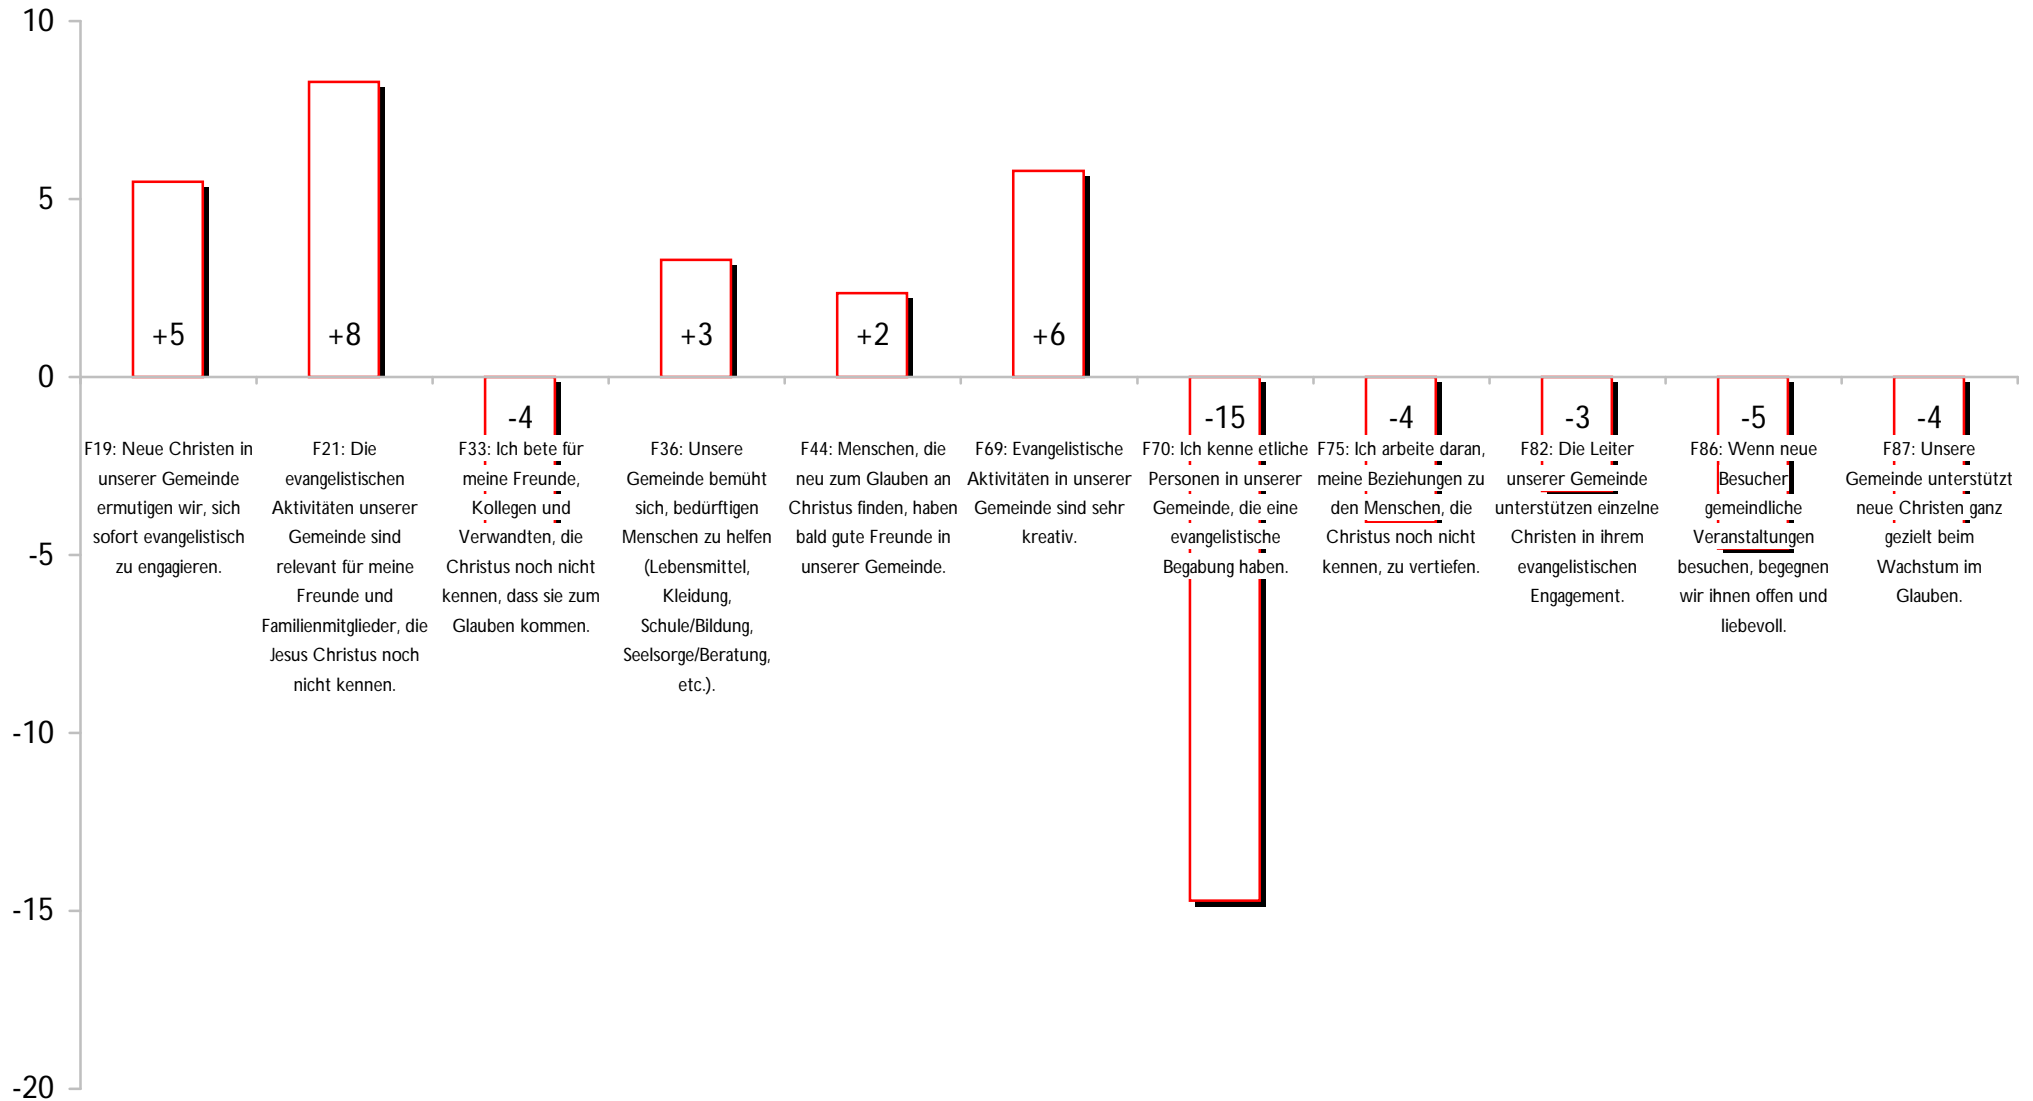 10
5
0
-5
-10
-15
-20
+5
+8
-4
+3
+2
+6
-15
-4
-3
-5
-4
F19: Neue Christen in
unserer Gemeinde
ermutigen wir, sich
sofort evangelistisch
zu engagieren.
F21: Die
evangelistischen
Aktivitäten unserer
Gemeinde sind
relevant für meine
Freunde und
Familienmitglieder, die
Jesus Christus noch
nicht kennen.
F33: Ich bete für
meine Freunde,
Kollegen und
Verwandten, die
Christus noch nicht
kennen, dass sie zum
Glauben kommen.
F36: Unsere
Gemeinde bemüht
sich, bedürftigen
Menschen zu helfen
(Lebensmittel,
Kleidung,
Schule/Bildung,
Seelsorge/Beratung,
etc.).
F44: Menschen, die
neu zum Glauben an
Christus finden, haben
bald gute Freunde in
unserer Gemeinde.
F69: Evangelistische
Aktivitäten in unserer
Gemeinde sind sehr
kreativ.
F70: Ich kenne etliche
Personen in unserer
Gemeinde, die eine
evangelistische
Begabung haben.
F75: Ich arbeite daran,
meine Beziehungen zu
den Menschen, die
Christus noch nicht
kennen, zu vertiefen.
F82: Die Leiter
unserer Gemeinde
unterstützen einzelne
Christen in ihrem
evangelistischen
Engagement.
F86: Wenn neue
Besucher
gemeindliche
Veranstaltungen
besuchen, begegnen
wir ihnen offen und
liebevoll.
F87: Unsere
Gemeinde unterstützt
neue Christen ganz
gezielt beim
Wachstum im
Glauben.